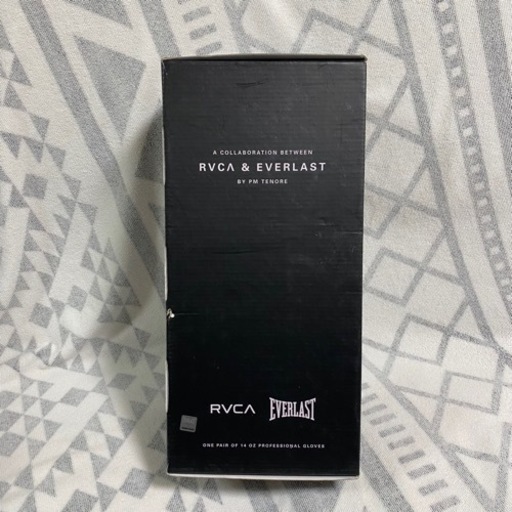 A COLLABORATION BETWEEN
RVCA & EVERLAST
BY PM TENORE
RVCA EVERLAST
ONE PAIR OF 14 OZ PROFESSIONAL GLOVES